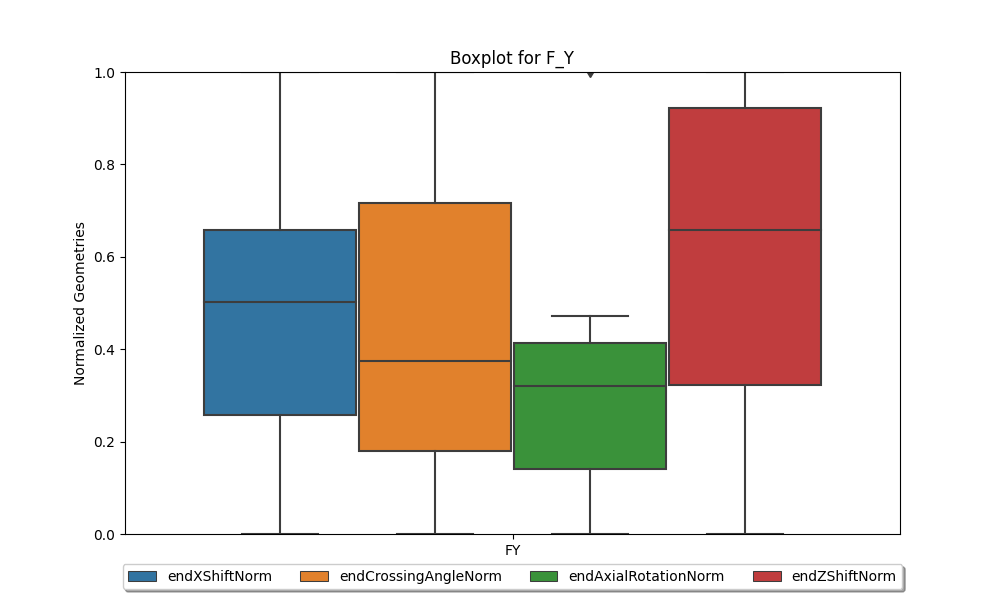 Boxplot for F_Y
1.0
0.8
0.6
0.4
0.2
0.0
Normalized Geometries
FY
endXShiftNorm endCrossingAngleNorm endAxialRotationNorm endZShiftNorm